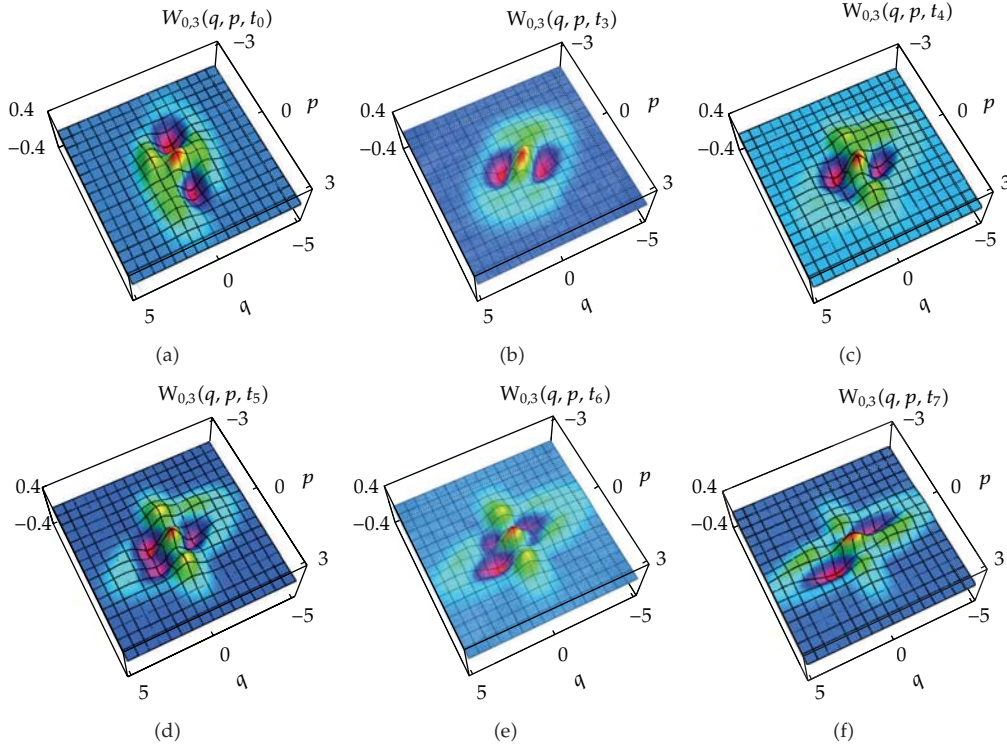 W0,3(q, p, t0)
−3
0.4
−0.4
0
p
3
−5
0
q
5
(a)
W0,3(q, p, t3)
−3
0.4
−0.4
0
p
3
−5
0
q
5
(b)
W0,3(q, p, t4)
−3
0.4
−0.4
0
p
3
−5
0
q
5
(c)
W0,3(q, p, t5)
−3
0.4
−0.4
0
p
3
−5
0
q
5
(d)
W0,3(q, p, t6)
−3
0.4
−0.4
0
p
3
−5
0
q
5
(e)
W0,3(q, p, t7)
−3
0.4
−0.4
0
p
3
−5
0
q
5
(f)